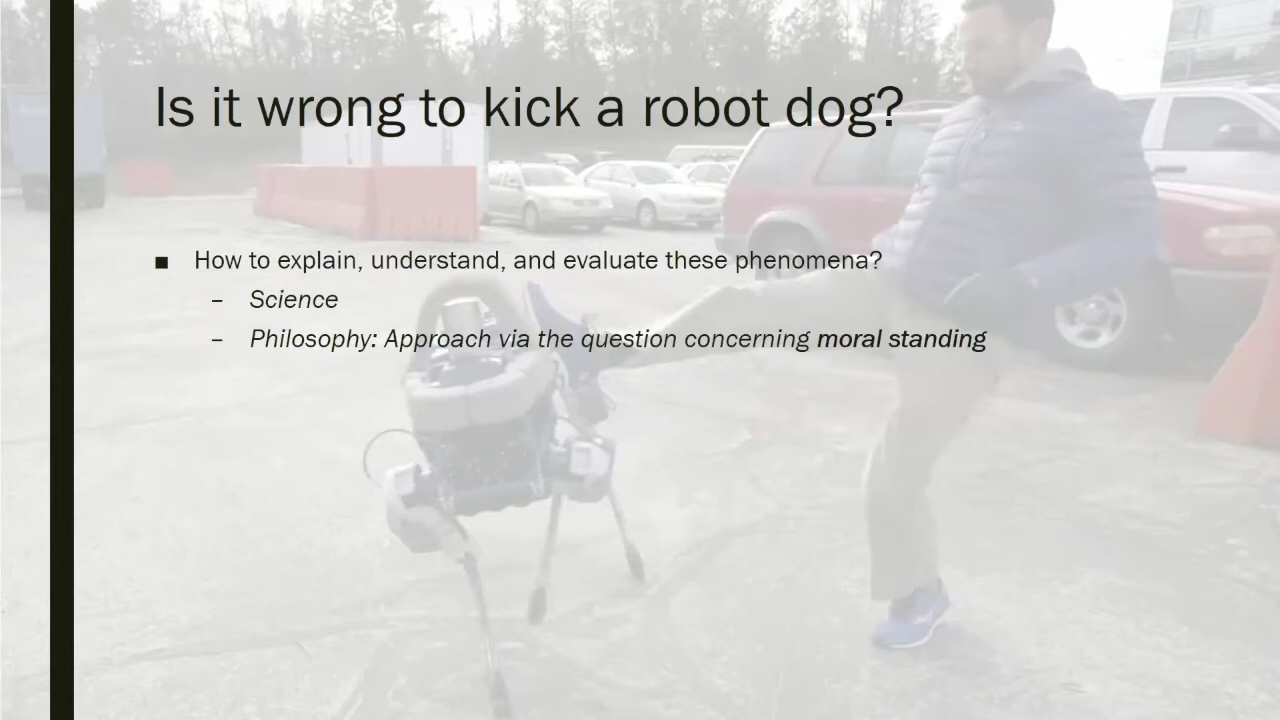 Is it wrong to kick a robot dog?
■ How to explain, understand, and evaluate these phenomena?
– Science
– Philosophy: Approach via the question concerning moral standing